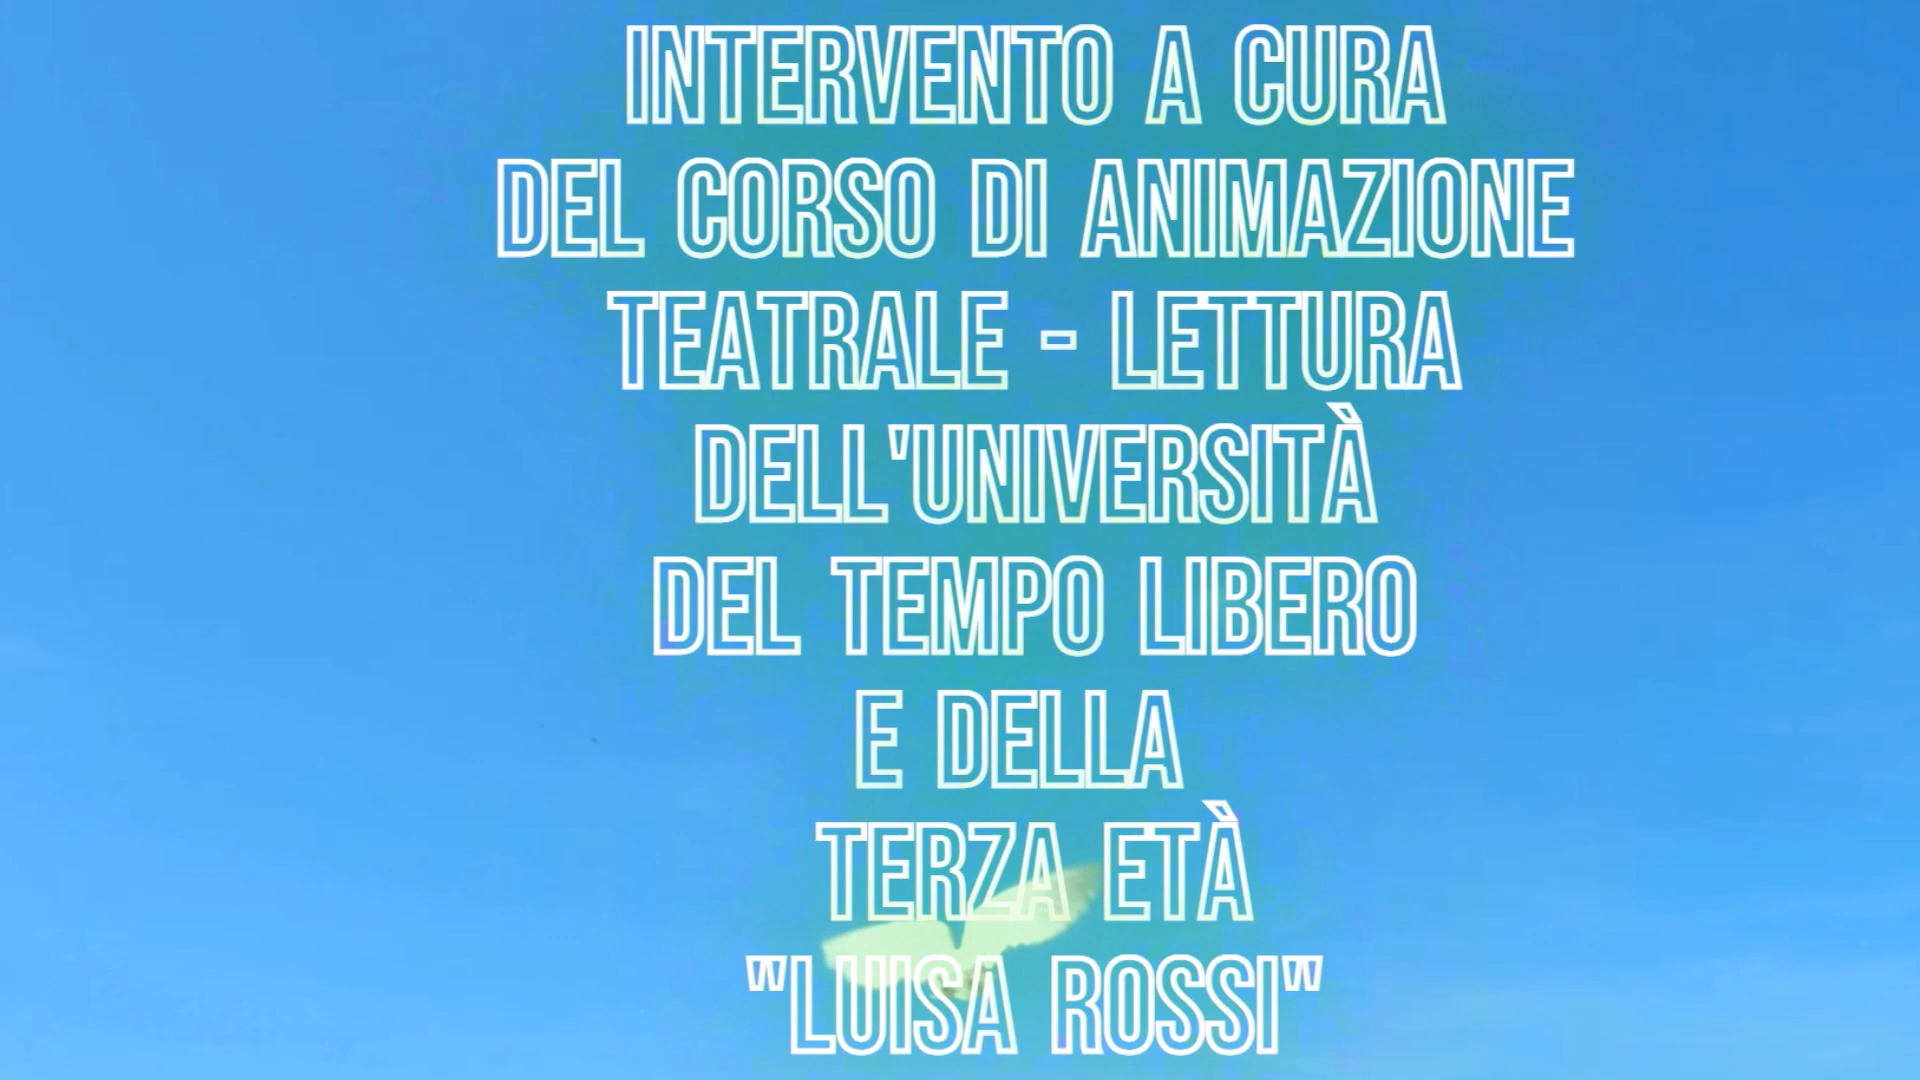 INTERVENTO A CURA
DEL CORSO DI ANIMAZIONE
TEATRALE - LETTURA
DELL'UNIVERSITÀ
DEL TEMPO LIBERO
E DELLA
TERZA ETÀ
"LUISA ROSSI"